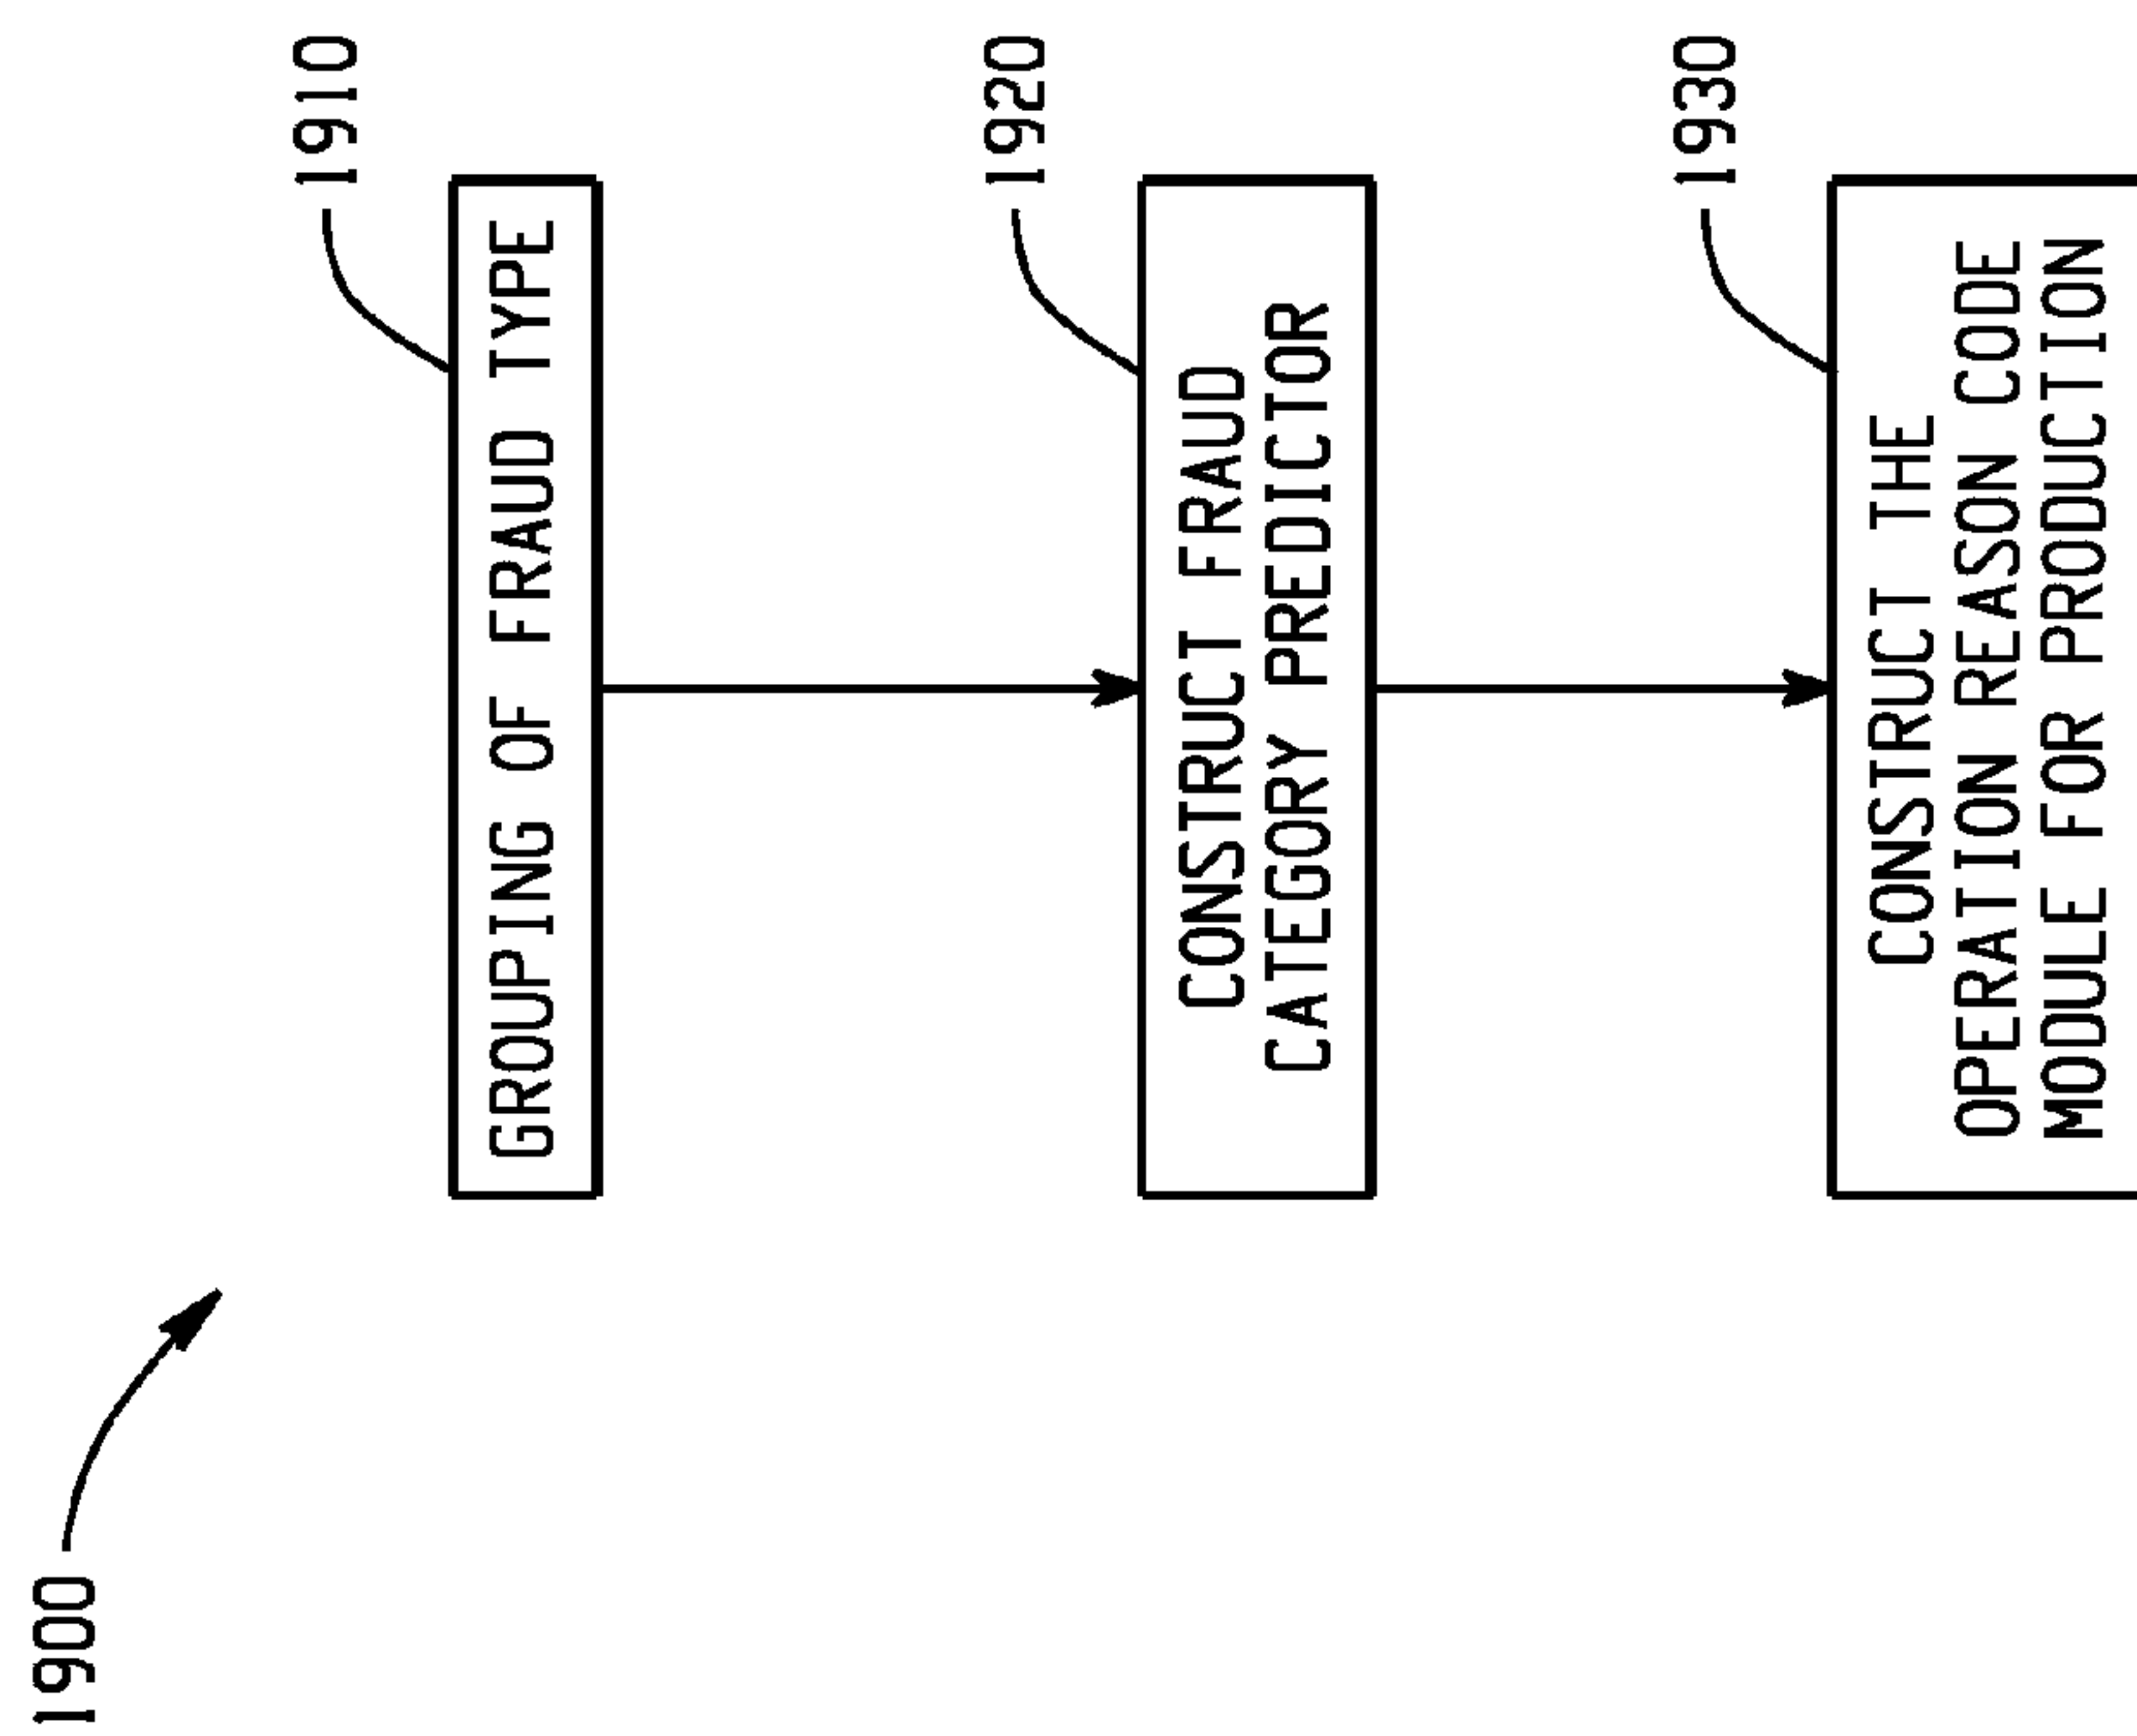 1900
1910
GROUPING OF FRAUD TYPE
1920
CONSTRUCT FRAUD
CATEGORY PREDICTOR
1930
CONSTRUCT THE
OPERATION REASON CODE
MODULE FOR PRODUCTION